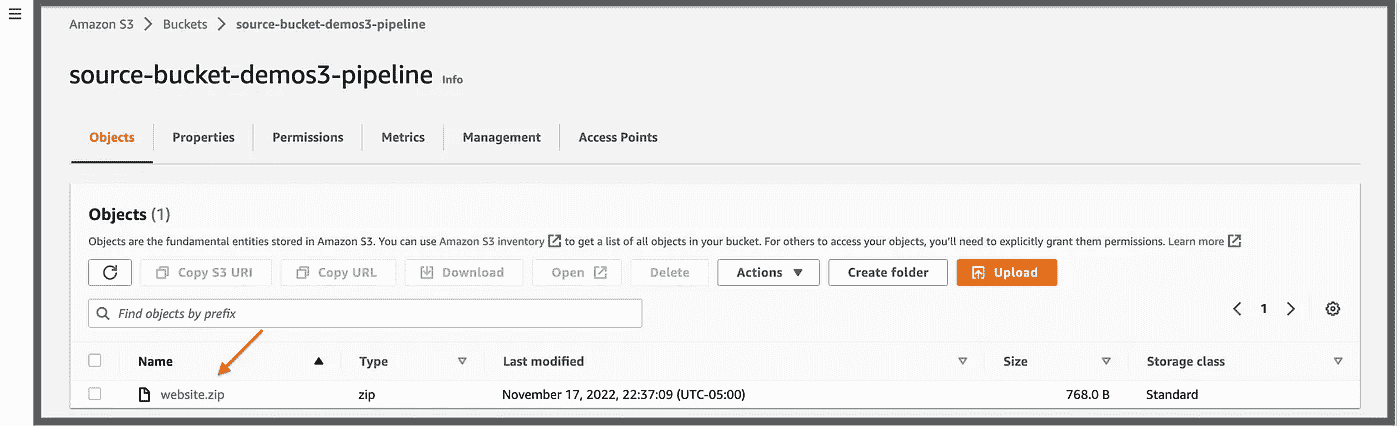 Amazon S3 > Buckets > source-bucket-demos3-pipeline
source-bucket-demos3-pipeline Info
Objects Properties Permissions Metrics Management Access Points
Objects (1)
Objects are the fundamental entities stored in Amazon S3. You can use Amazon S3 inventory to get a list of all objects in your bucket. For others to access your objects, you'll need to explicitly grant them permissions. Learn more
Copy S3 URI Copy URL Download Open Delete Actions Create folder Upload
Find objects by prefix
1
Name Type Last modified Size Storage class
website.zip zip November 17, 2022, 22:37:09 (UTC-05:00) 768.0 B Standard